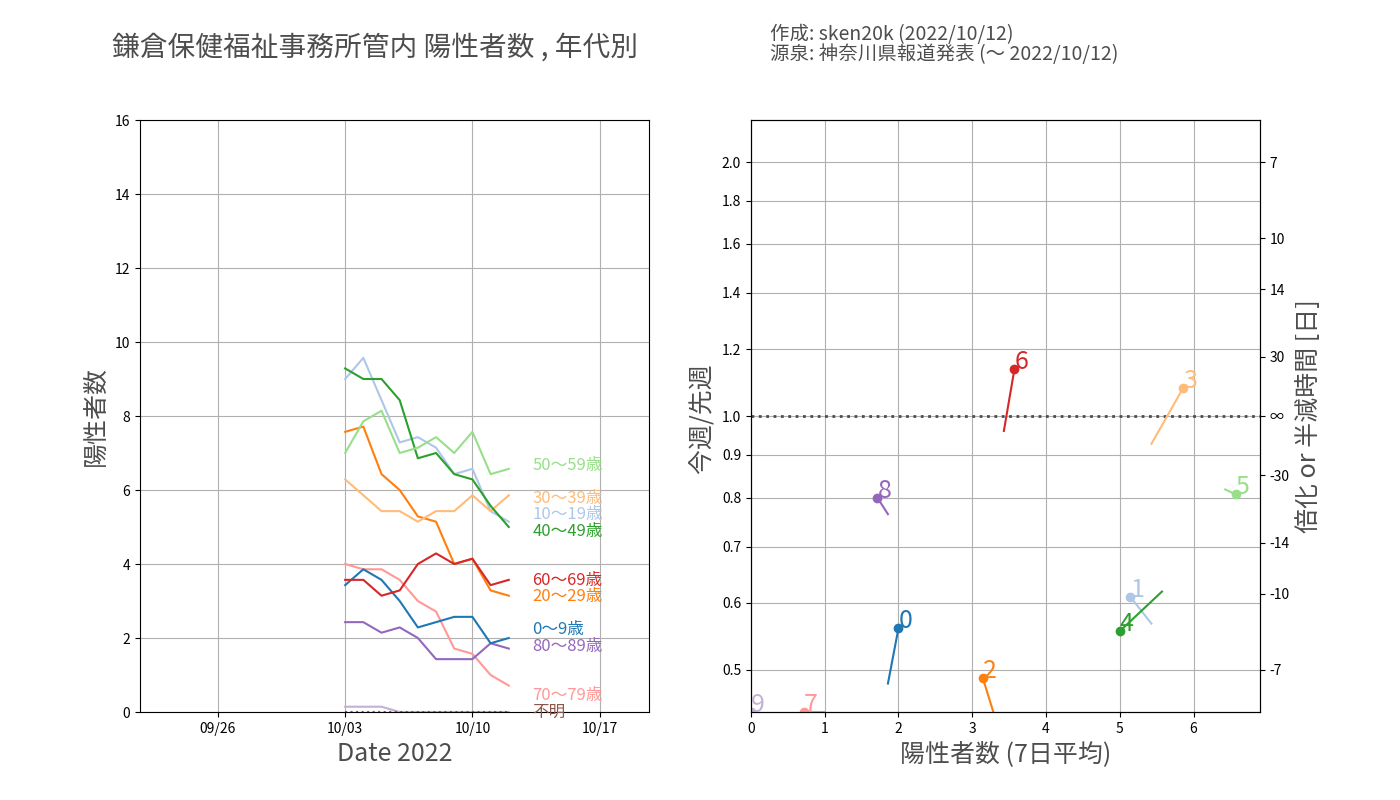 鎌倉保健福祉事務所管内 陽性者数 , 年代別
作成: sken20k (2022/10/12)
源泉: 神奈川県報道発表 (〜 2022/10/12)
陽性者数
16
14
12
10
8
6
4
2
0
50〜59歳
30〜39歳
10〜19歳
40〜49歳
60〜69歳
20〜29歳
0〜9歳
80〜89歳
70〜79歳
不明
09/26
10/03
10/10
10/17
Date 2022
今週/先週
2.0
1.8
1.6
1.4
1.2
1.0
0.9
0.8
0.7
0.6
0.5
6
3
8
5
1
4
0
2
9
7
0
1
2
3
4
5
6
陽性者数 (7日平均)
7
10
14
30
∞
-30
-14
-10
-7
倍化 or 半減時間 [日]